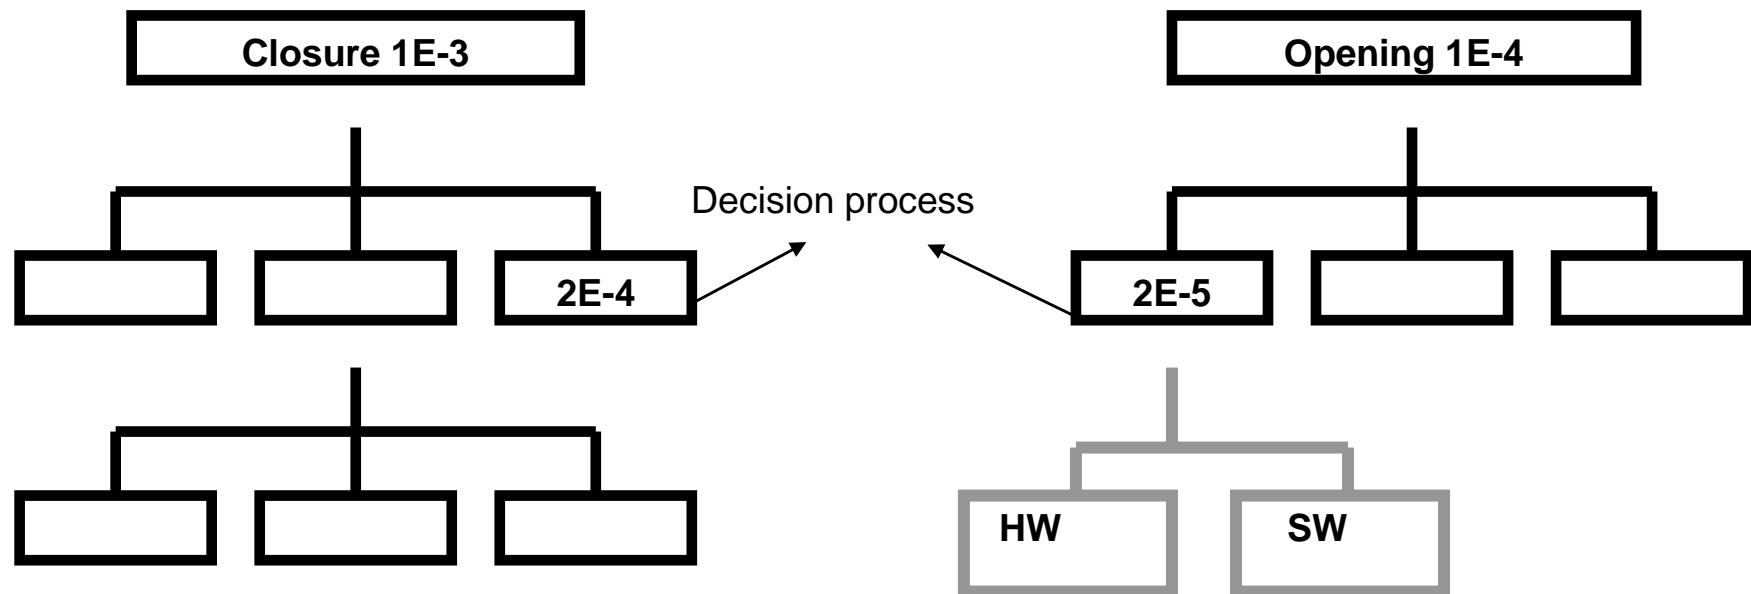 Closure 1E-3
Opening 1E-4
Decision process
2E-4
2E-5
HW
SW